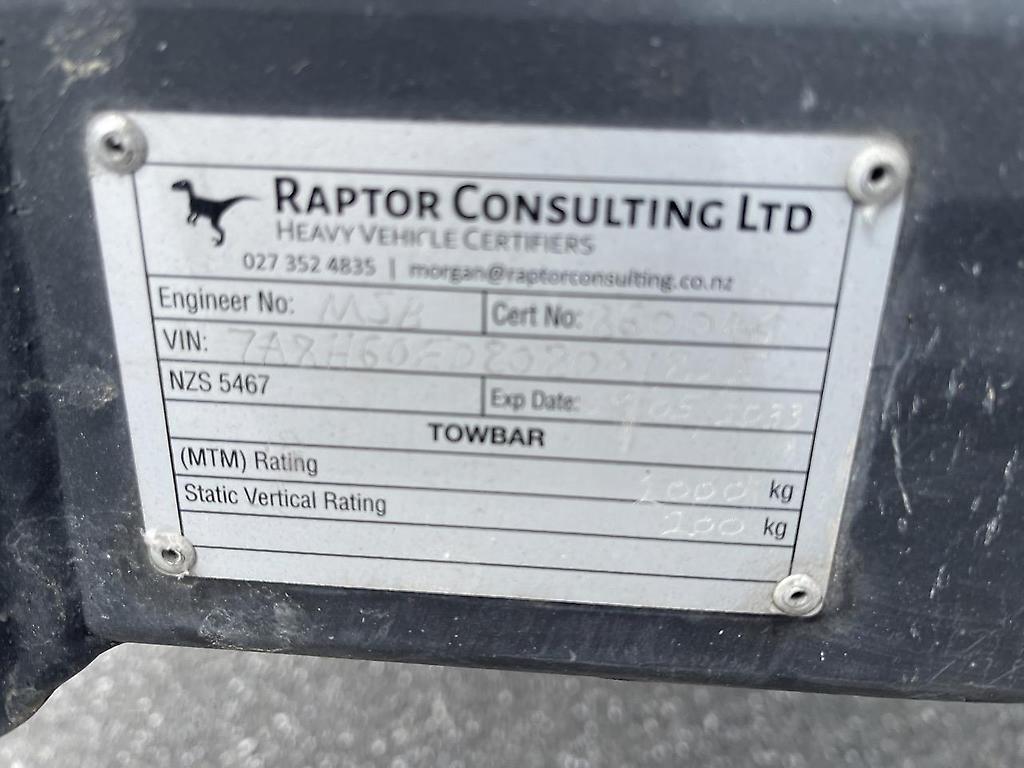 RAPTOR CONSULTING LTD
HEAVY VEHICLE CERTIFIERS
027 352 4835 | morgan@raptorconsulting.co.nz
Engineer No: Cert No:
VIN:
NZS 5467 Exp Date:
TOWBAR
(MTM) Rating kg
Static Vertical Rating 200 kg